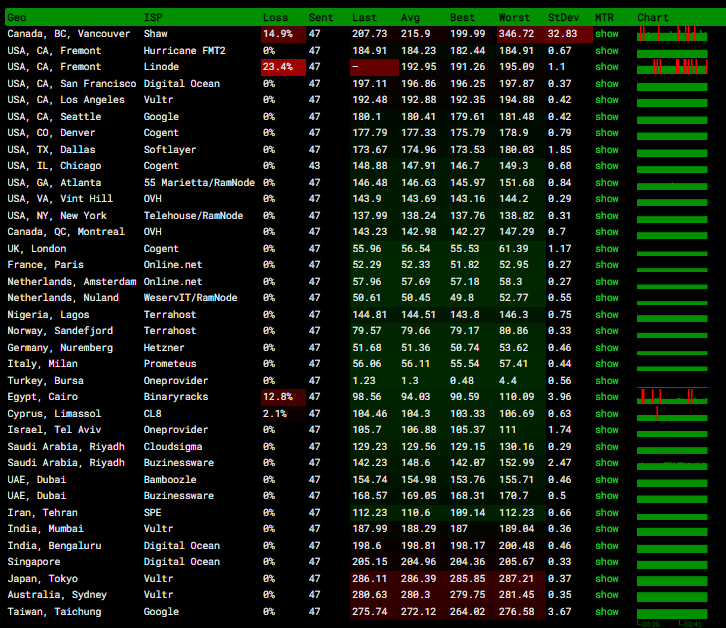 Geo ISP Loss Sent Last Avg Best Worst StDev MTR Chart
Canada, BC, Vancouver Shaw 14.9% 47 207.73 215.9 199.99 346.72 32.83 show
USA, CA, Fremont Hurricane FMT2 0% 47 184.91 184.23 182.44 184.91 0.67 show
USA, CA, Fremont Linode 23.4% 47 – 192.95 191.26 195.09 1.1 show
USA, CA, San Francisco Digital Ocean 0% 47 197.11 196.86 196.25 197.87 0.37 show
USA, CA, Los Angeles Vultr 0% 47 192.48 192.88 192.35 194.88 0.42 show
USA, CA, Seattle Google 0% 47 180.1 180.41 179.61 181.48 0.42 show
USA, CO, Denver Cogent 0% 47 177.79 177.33 175.79 178.9 0.79 show
USA, TX, Dallas Softlayer 0% 47 173.67 174.96 173.53 180.03 1.85 show
USA, IL, Chicago Cogent 0% 43 148.88 147.91 146.7 149.3 0.68 show
USA, GA, Atlanta 55 Marietta/RamNode 0% 47 146.48 146.63 145.97 151.68 0.84 show
USA, VA, Vint Hill OVH 0% 47 143.9 143.69 143.16 144.2 0.29 show
USA, NY, New York Telehouse/RamNode 0% 47 137.99 138.24 137.76 138.82 0.31 show
Canada, QC, Montreal OVH 0% 47 143.23 142.98 142.27 147.29 0.7 show
UK, London Cogent 0% 47 55.96 56.54 55.53 61.39 1.17 show
France, Paris Online.net 0% 47 52.29 52.33 51.82 52.95 0.27 show
Netherlands, Amsterdam Online.net 0% 47 57.96 57.69 57.18 58.3 0.27 show
Netherlands, Nuland WeservIT/RamNode 0% 47 50.61 50.45 49.8 52.77 0.55 show
Nigeria, Lagos Terrahost 0% 47 144.81 144.51 143.8 146.3 0.75 show
Norway, Sandefjord Terrahost 0% 47 79.57 79.66 79.17 80.86 0.33 show
Germany, Nuremberg Hetzner 0% 47 51.68 51.36 50.74 53.62 0.46 show
Italy, Milan Prometeus 0% 47 56.06 56.11 55.54 57.41 0.44 show
Turkey, Bursa Oneprovider 0% 47 1.23 1.3 0.48 4.4 0.56 show
Egypt, Cairo Binaryracks 12.8% 47 98.56 94.03 90.59 110.09 3.96 show
Cyprus, Limassol CL8 2.1% 47 104.46 104.3 103.33 106.69 0.63 show
Israel, Tel Aviv Oneprovider 0% 47 105.7 106.88 105.37 111 1.74 show
Saudi Arabia, Riyadh Cloudsigma 0% 47 129.23 129.56 129.15 130.16 0.29 show
Saudi Arabia, Riyadh Buzinessware 0% 47 142.23 148.6 142.07 152.99 2.47 show
UAE, Dubai Bamboozle 0% 47 154.74 154.98 153.76 155.71 0.46 show
UAE, Dubai Buzinessware 0% 47 168.57 169.05 168.31 170.7 0.5 show
Iran, Tehran SPE 0% 47 112.23 110.6 109.14 112.23 0.66 show
India, Mumbai Vultr 0% 47 187.99 188.29 187 189.04 0.36 show
India, Bengaluru Digital Ocean 0% 47 198.6 198.81 198.17 200.48 0.46 show
Singapore Digital Ocean 0% 47 205.15 204.96 204.36 205.67 0.33 show
Japan, Tokyo Vultr 0% 47 286.11 286.39 285.85 287.21 0.37 show
Australia, Sydney Vultr 0% 47 280.63 280.3 279.75 281.45 0.35 show
Taiwan, Taichung Google 0% 47 275.74 272.12 264.02 276.58 3.67 show